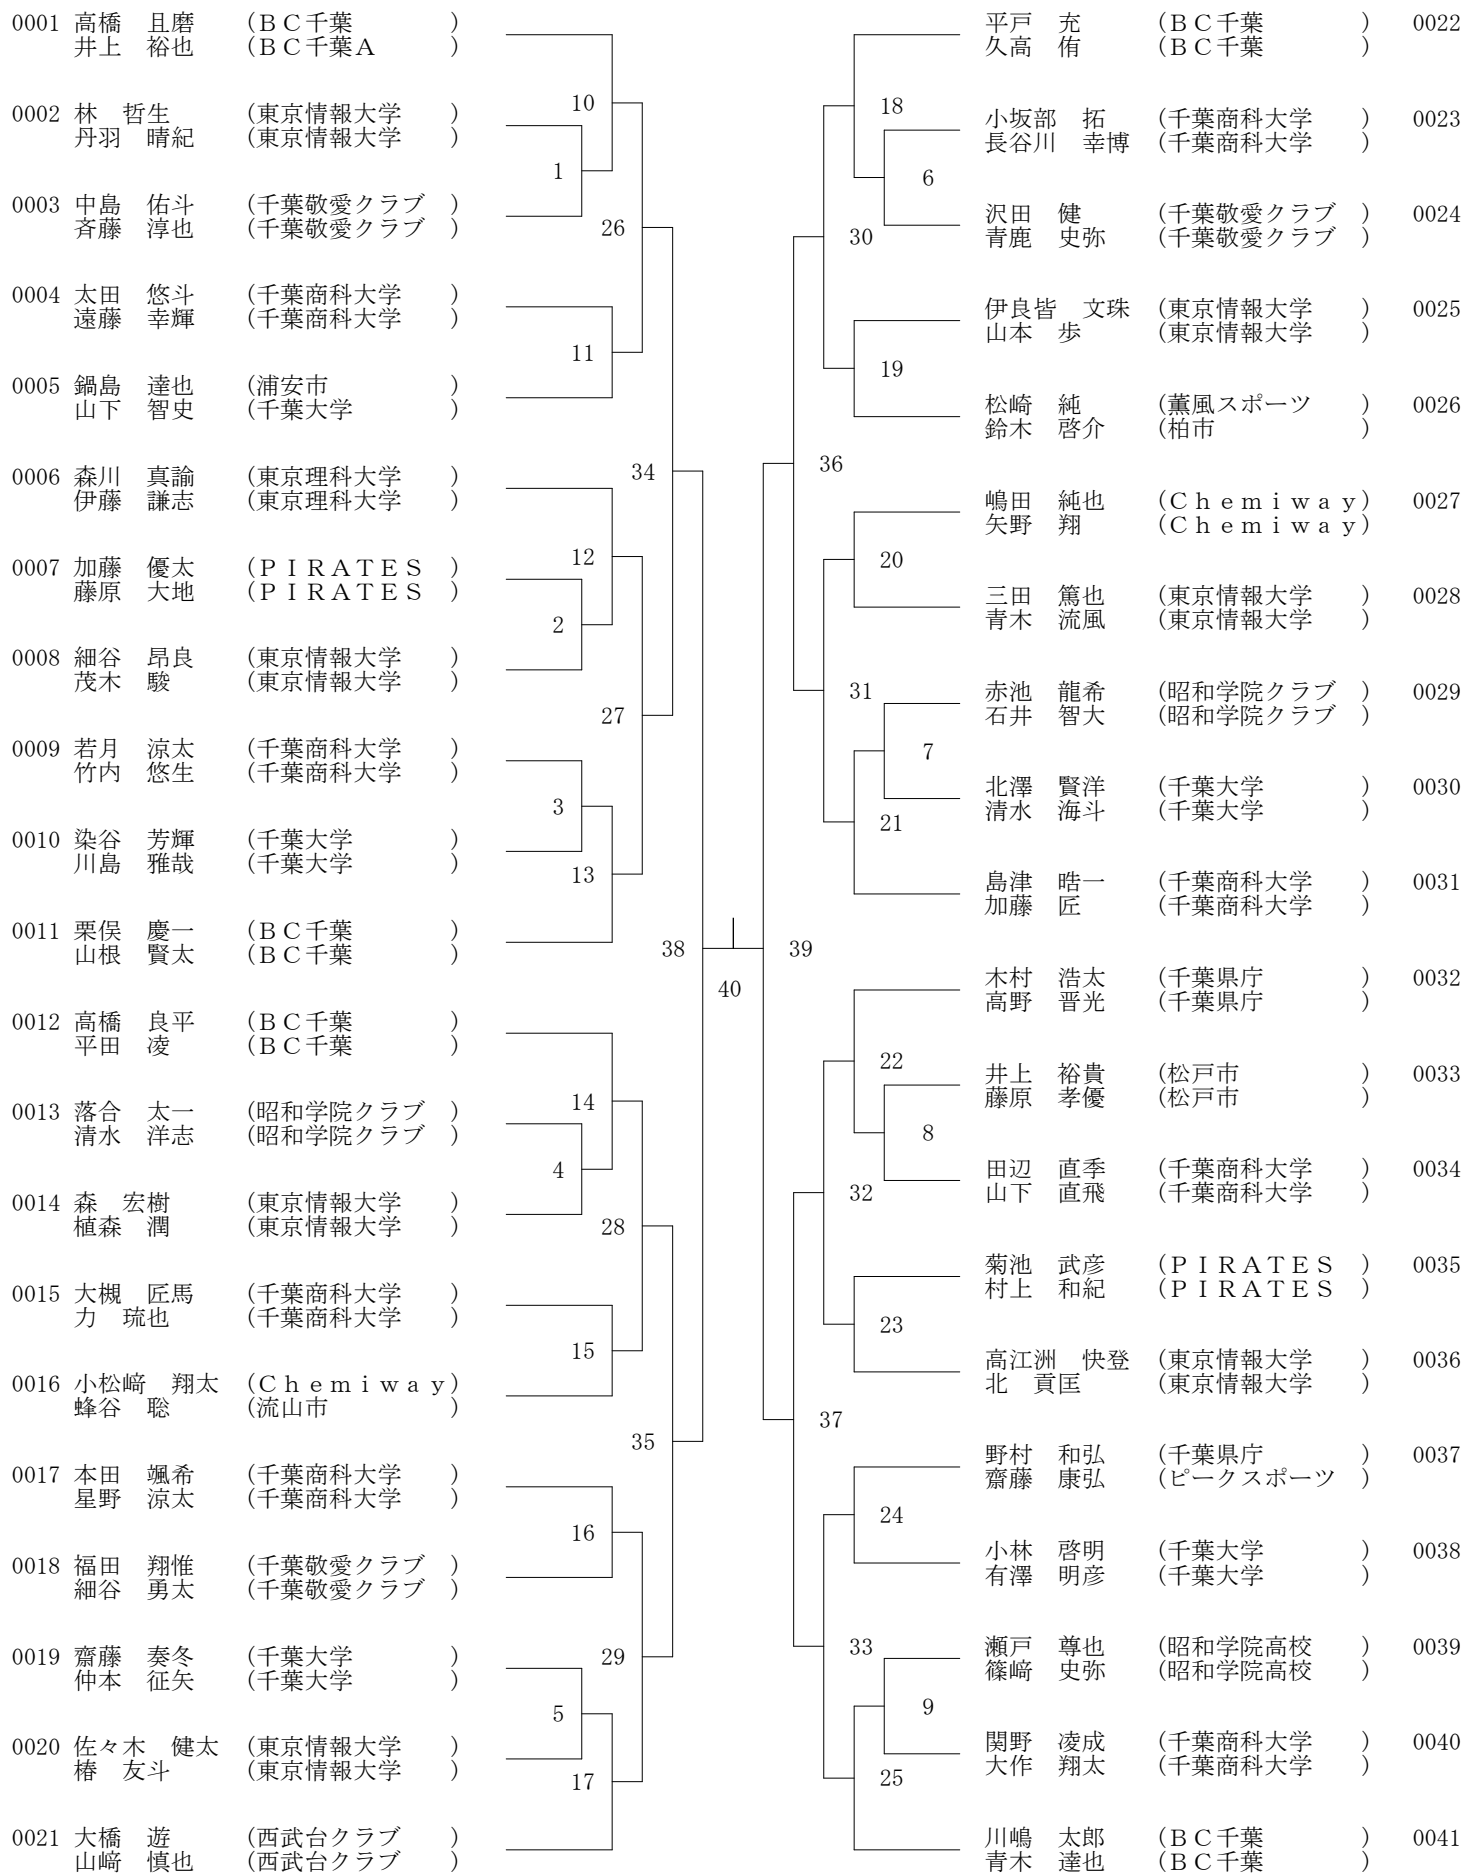 0001 高橋　且磨　（ＢＣ千葉　　　　）
井上　裕也　（ＢＣ千葉Ａ　　　）
10
0002 林　哲生　（東京情報大学　　）
丹羽　晴紀　（東京情報大学　　）
1
0003 中島　佑斗　（千葉敬愛クラブ　）
斉藤　淳也　（千葉敬愛クラブ　）
26
0004 太田　悠斗　（千葉商科大学　　）
遠藤　幸輝　（千葉商科大学　　）
11
0005 鍋島　達也　（浦安市　　　　　）
山下　智史　（千葉大学　　　　）
34
0006 森川　真諭　（東京理科大学　　）
伊藤　謙志　（東京理科大学　　）
12
0007 加藤　優太　（ＰＩＲＡＴＥＳ　）
藤原　大地　（ＰＩＲＡＴＥＳ　）
2
0008 細谷　昂良　（東京情報大学　　）
茂木　駿　（東京情報大学　　）
27
0009 若月　涼太　（千葉商科大学　　）
竹内　悠生　（千葉商科大学　　）
3
0010 染谷　芳輝　（千葉大学　　　　）
川島　雅哉　（千葉大学　　　　）
13
0011 栗俣　慶一　（ＢＣ千葉　　　　）
山根　賢太　（ＢＣ千葉　　　　）
38
40
0012 高橋　良平　（ＢＣ千葉　　　　）
平田　凌　（ＢＣ千葉　　　　）
14
0013 落合　太一　（昭和学院クラブ　）
清水　洋志　（昭和学院クラブ　）
4
0014 森　宏樹　（東京情報大学　　）
植森　潤　（東京情報大学　　）
28
0015 大槻　匠馬　（千葉商科大学　　）
力　琉也　（千葉商科大学　　）
15
0016 小松﨑　翔太　（Ｃｈｅｍｉｗａｙ）
蜂谷　聡　（流山市　　　　　）
35
0017 本田　颯希　（千葉商科大学　　）
星野　涼太　（千葉商科大学　　）
16
0018 福田　翔惟　（千葉敬愛クラブ　）
細谷　勇太　（千葉敬愛クラブ　）
29
0019 齋藤　奏冬　（千葉大学　　　　）
仲本　征矢　（千葉大学　　　　）
5
0020 佐々木　健太　（東京情報大学　　）
椿　友斗　（東京情報大学　　）
17
0021 大橋　遊　（西武台クラブ　　）
山﨑　慎也　（西武台クラブ　　）
平戸　充　（ＢＣ千葉　　　　） 0022
久高　侑　（ＢＣ千葉　　　　）
18
小坂部　拓　（千葉商科大学　　） 0023
長谷川　幸博　（千葉商科大学　　）
6
沢田　健　（千葉敬愛クラブ　） 0024
青鹿　史弥　（千葉敬愛クラブ　）
30
伊良皆　文珠　（東京情報大学　　） 0025
山本　歩　（東京情報大学　　）
19
松崎　純　（薫風スポーツ　　） 0026
鈴木　啓介　（柏市　　　　　　）
36
嶋田　純也　（Ｃｈｅｍｉｗａｙ） 0027
矢野　翔　（Ｃｈｅｍｉｗａｙ）
20
三田　篤也　（東京情報大学　　） 0028
青木　流風　（東京情報大学　　）
31
赤池　龍希　（昭和学院クラブ　） 0029
石井　智大　（昭和学院クラブ　）
7
北澤　賢洋　（千葉大学　　　　） 0030
清水　海斗　（千葉大学　　　　）
21
島津　晧一　（千葉商科大学　　） 0031
加藤　匠　（千葉商科大学　　）
39
木村　浩太　（千葉県庁　　　　） 0032
高野　晋光　（千葉県庁　　　　）
22
井上　裕貴　（松戸市　　　　　） 0033
藤原　孝優　（松戸市　　　　　）
8
田辺　直季　（千葉商科大学　　） 0034
山下　直飛　（千葉商科大学　　）
32
菊池　武彦　（ＰＩＲＡＴＥＳ　） 0035
村上　和紀　（ＰＩＲＡＴＥＳ　）
23
高江洲　快登　（東京情報大学　　） 0036
北　貢匡　（東京情報大学　　）
37
野村　和弘　（千葉県庁　　　　） 0037
齋藤　康弘　（ピークスポーツ　）
24
小林　啓明　（千葉大学　　　　） 0038
有澤　明彦　（千葉大学　　　　）
33
瀬戸　尊也　（昭和学院高校　　） 0039
篠﨑　史弥　（昭和学院高校　　）
9
関野　凌成　（千葉商科大学　　） 0040
大作　翔太　（千葉商科大学　　）
25
川嶋　太郎　（ＢＣ千葉　　　　） 0041
青木　達也　（ＢＣ千葉　　　　）